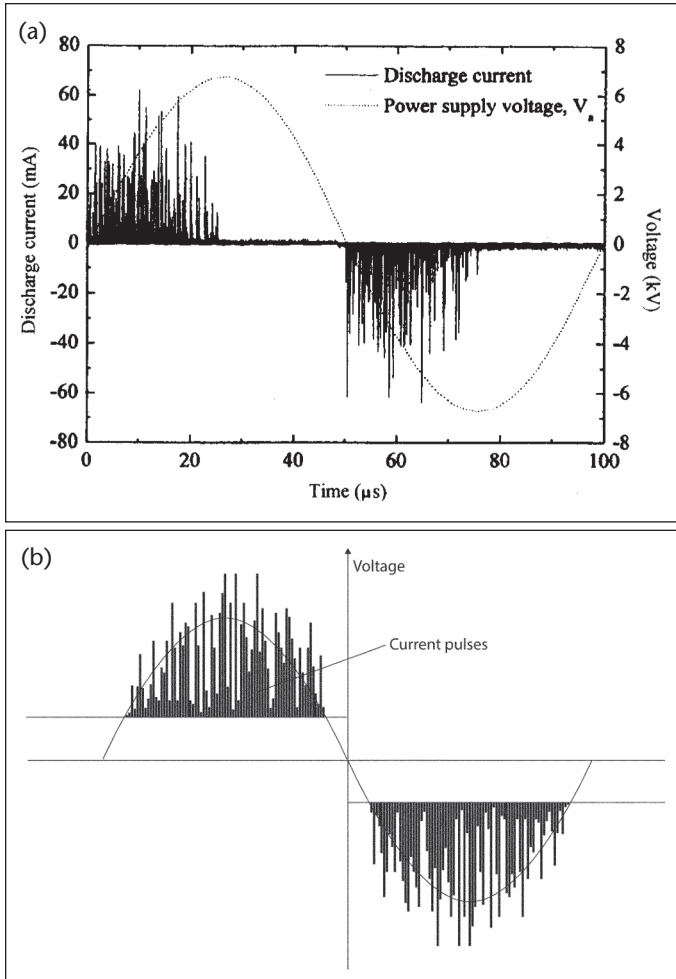 (a)
80
60
40
20
0
-20
-40
-60
-80
Discharge current (mA)
8
6
4
2
0
-2
-4
-6
-8
Voltage (kV)
Discharge current
Power supply voltage, Vₐ
0 20 40 60 80 100
Time (μs)
(b)
Voltage
Current pulses